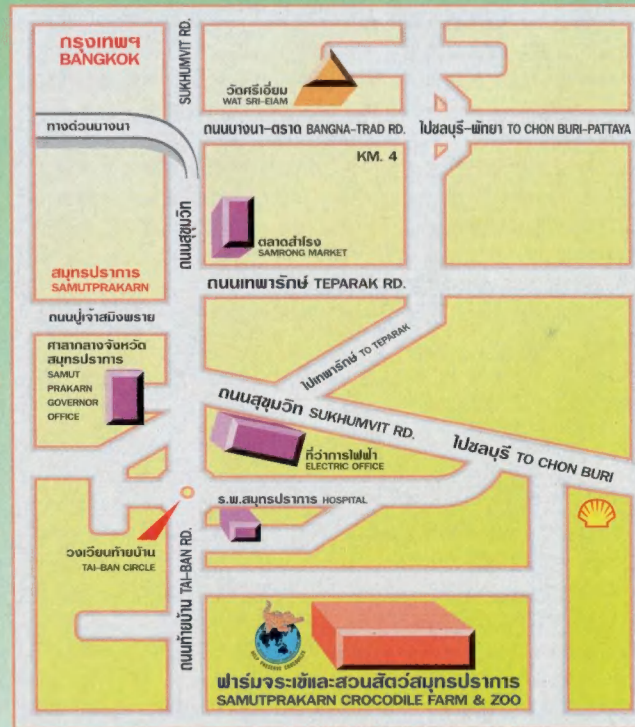 กรุงเทพฯ
BANGKOK
SUKHUMVIT RD.
วัดศรีเอี่ยม
WAT SRI-EIAM
ทางด่วนบางนา
ถนนบางนา-ตราด BANGNA-TRAD RD.
ไปชลบุรี-พัทยา TO CHON BURI-PATTAYA
KM. 4
ถนนสุขุมวิท
ตลาดสำโรง
SAMRONG MARKET
สมุทรปราการ
SAMUTPRAKARN
ถนนเทพารักษ์ TEPARAK RD.
ถนนปู่เจ้าสมิงพราย
ศาลากลางจังหวัด
สมุทรปราการ
SAMUT
PRAKARN
GOVERNOR
OFFICE
ไปเทพารักษ์ TO TEPARAK
ถนนสุขุมวิท SUKHUMVIT RD.
ไปชลบุรี TO CHON BURI
ที่ว่าการไฟฟ้า
ELECTRIC OFFICE
ร.พ.สมุทรปราการ HOSPITAL
วงเวียนท้ายบ้าน
TAI-BAN CIRCLE
ถนนท้ายบ้าน TAI-BAN RD.
ฟาร์มจระเข้และสวนสัตว์สมุทรปราการ
SAMUTPRAKARN CROCODILE FARM & ZOO